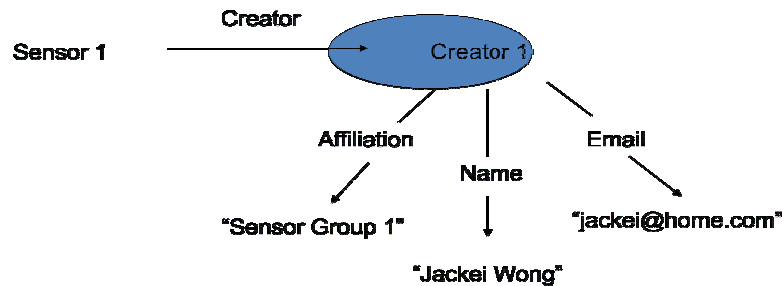 Creator
Sensor 1
Creator 1
Affiliation
Email
Name
“Sensor Group 1”
“jackei@home.com”
“Jackei Wong”